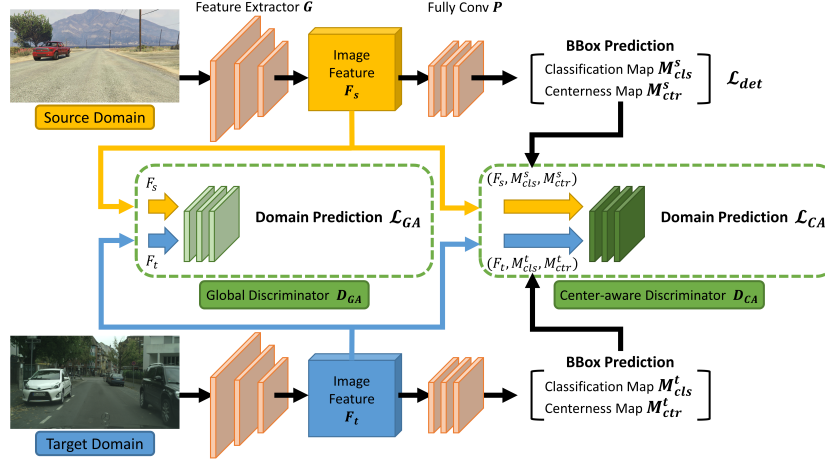 Feature Extractor G
Fully Conv P
Image
Feature
F_s
BBox Prediction
Classification Map M^s_cls
Centerness Map M^s_ctr
ℒ_det
Source Domain
F_s
F_t
Domain Prediction ℒ_GA
(F_s, M^s_cls, M^s_ctr)
(F_t, M^t_cls, M^t_ctr)
Domain Prediction ℒ_CA
Global Discriminator D_GA
Center-aware Discriminator D_CA
Image
Feature
F_t
BBox Prediction
Classification Map M^t_cls
Centerness Map M^t_ctr
Target Domain